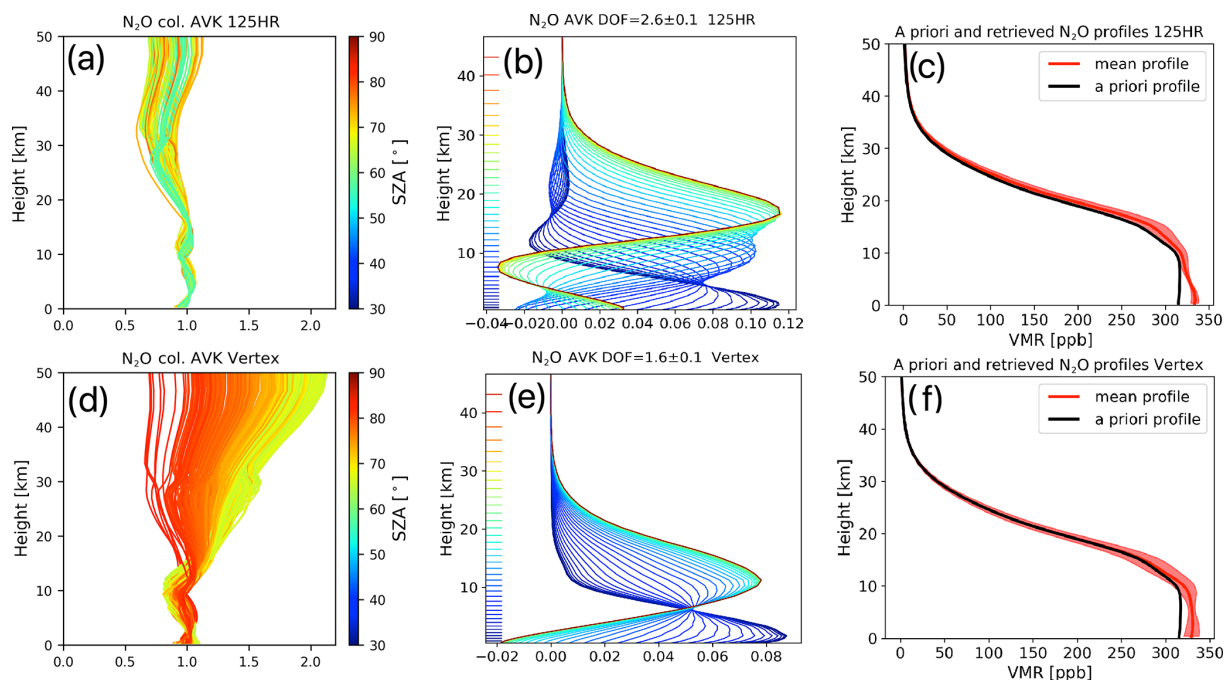 N2O col. AVK 125HR
(a)
50
40
30
20
10
0
0.0 0.5 1.0 1.5 2.0
Height [km]
90
80
70
60
50
40
30
SZA [°]
N2O AVK DOF=2.6±0.1 125HR
(b)
40
30
20
10
−0.04 −0.02 0.00 0.02 0.04 0.06 0.08 0.10 0.12
Height [km]
A priori and retrieved N2O profiles 125HR
(c)
mean profile
a priori profile
50
40
30
20
10
0
0 50 100 150 200 250 300 350
Height [km]
VMR [ppb]
N2O col. AVK Vertex
(d)
50
40
30
20
10
0
0.0 0.5 1.0 1.5 2.0
Height [km]
90
80
70
60
50
40
30
SZA [°]
N2O AVK DOF=1.6±0.1 Vertex
(e)
40
30
20
10
−0.02 0.00 0.02 0.04 0.06 0.08
Height [km]
A priori and retrieved N2O profiles Vertex
(f)
mean profile
a priori profile
50
40
30
20
10
0
0 50 100 150 200 250 300 350
Height [km]
VMR [ppb]